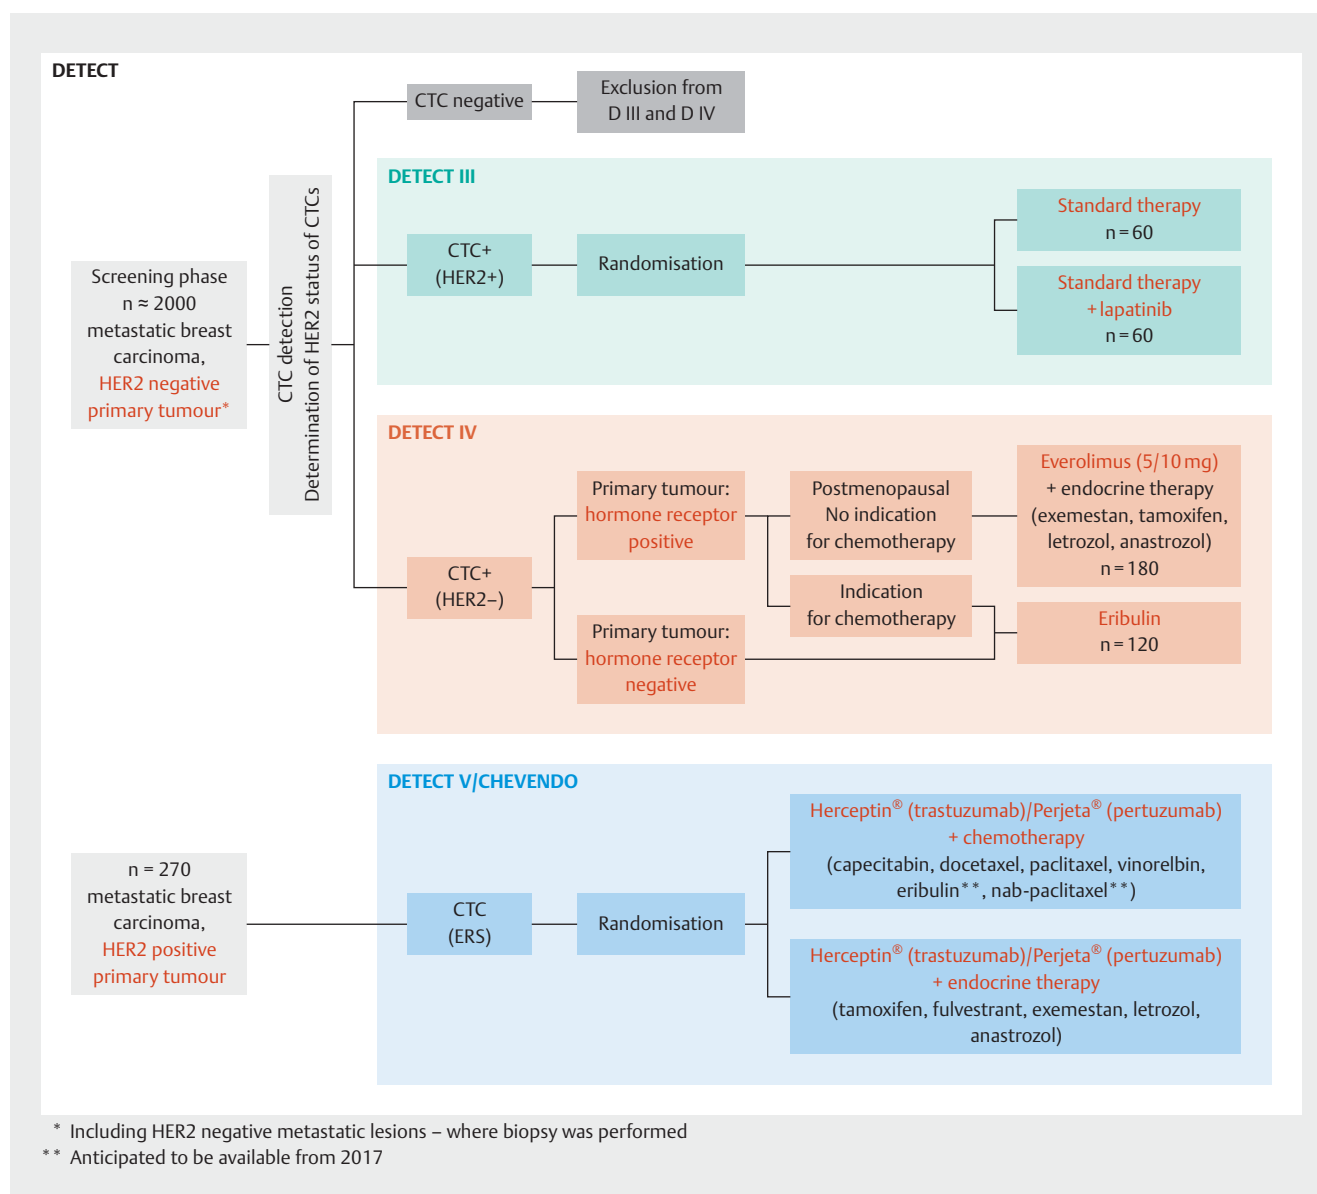 DETECT
CTC negative
Exclusion from
D III and D IV
Screening phase
n ≈ 2000
metastatic breast
carcinoma,
HER2 negative
primary tumour*
CTC detection
Determination of HER2 status of CTCs
DETECT III
CTC+
(HER2+)
Randomisation
Standard therapy
n = 60
Standard therapy
+ lapatinib
n = 60
DETECT IV
CTC+
(HER2–)
Primary tumour:
hormone receptor
positive
Primary tumour:
hormone receptor
negative
Postmenopausal
No indication
for chemotherapy
Indication
for chemotherapy
Everolimus (5/10 mg)
+ endocrine therapy
(exemestan, tamoxifen,
letrozol, anastrozol)
n = 180
Eribulin
n = 120
DETECT V/CHEVENDO
n = 270
metastatic breast
carcinoma,
HER2 positive
primary tumour
CTC
(ERS)
Randomisation
Herceptin® (trastuzumab)/Perjeta® (pertuzumab)
+ chemotherapy
(capecitabin, docetaxel, paclitaxel, vinorelbin,
eribulin**, nab-paclitaxel**)
Herceptin® (trastuzumab)/Perjeta® (pertuzumab)
+ endocrine therapy
(tamoxifen, fulvestrant, exemestan, letrozol,
anastrozol)
* Including HER2 negative metastatic lesions – where biopsy was performed
** Anticipated to be available from 2017